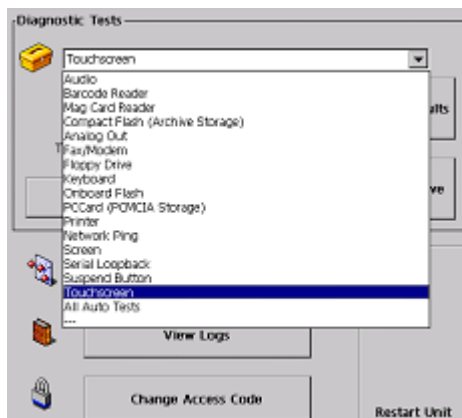 Diagnostic Tests
Touchscreen
Audio
Barcode Reader
Mag Card Reader
Compact Flash (Archive Storage)
Analog Out
Fax/Modem
Floppy Drive
Keyboard
Onboard Flash
PCCard (PCMCIA Storage)
Printer
Network Ping
Screen
Serial Loopback
Suspend Button
Touchscreen
All Auto Tests
---
View Logs
Change Access Code
Restart Unit